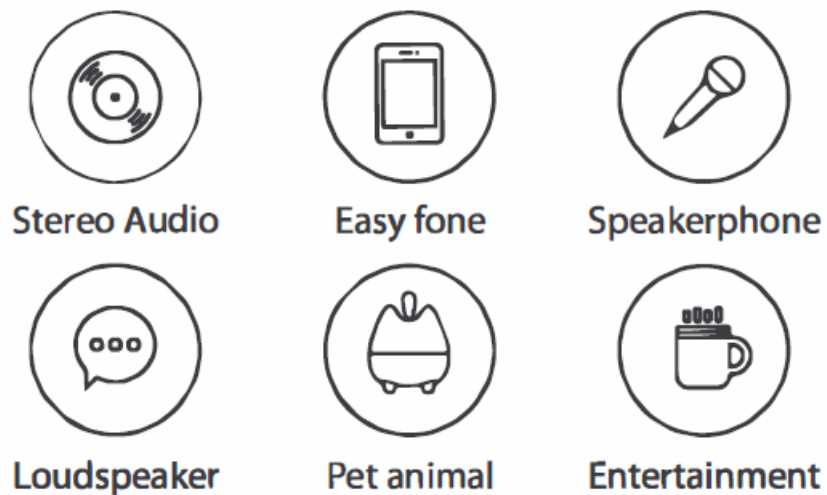 Stereo Audio
Easy fone
Speakerphone
Loudspeaker
Pet animal
Entertainment